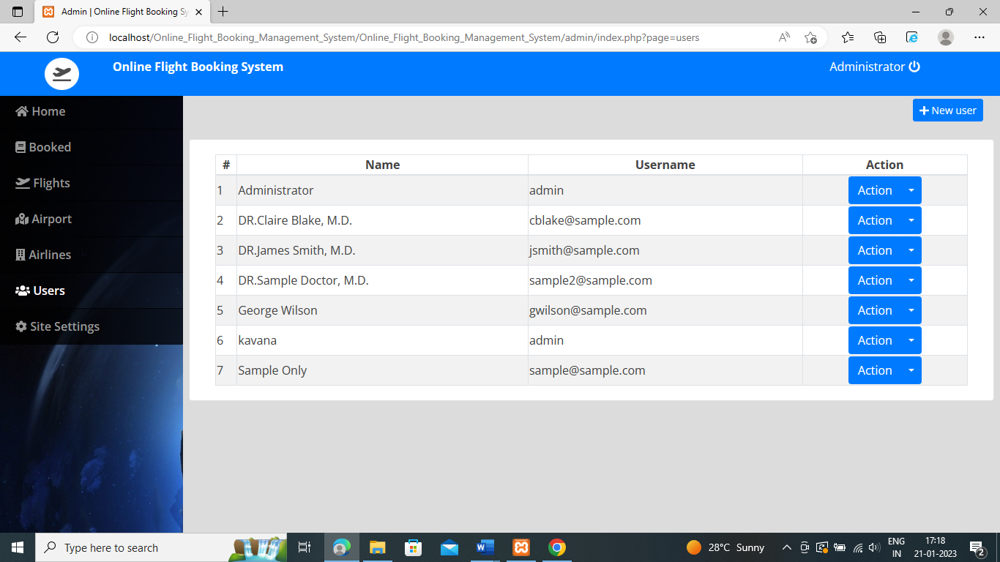 Admin | Online Flight Booking Sy
localhost/Online_Flight_Booking_Management_System/Online_Flight_Booking_Management_System/admin/index.php?page=users
Online Flight Booking System
Administrator
Home
Booked
Flights
Airport
Airlines
Users
Site Settings
New user
# Name Username Action
1 Administrator admin Action
2 DR.Claire Blake, M.D. cblake@sample.com Action
3 DR.James Smith, M.D. jsmith@sample.com Action
4 DR.Sample Doctor, M.D. sample2@sample.com Action
5 George Wilson gwilson@sample.com Action
6 kavana admin Action
7 Sample Only sample@sample.com Action
Type here to search
28°C Sunny
ENG
IN
17:18
21-01-2023
2